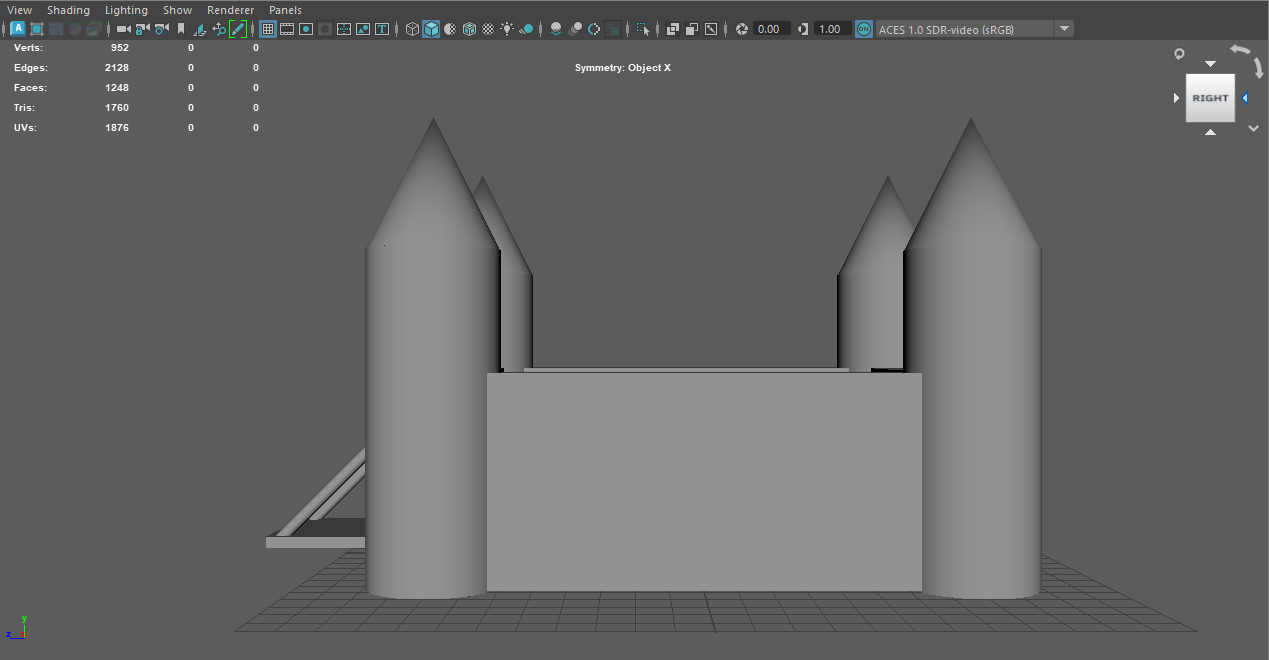 View Shading Lighting Show Renderer Panels
A T 0.00 1.00 ON ACES 1.0 SDR-video (sRGB)
Verts: 952 0 0
Edges: 2128 0 0
Faces: 1248 0 0
Tris: 1760 0 0
UVs: 1876 0 0
Symmetry: Object X
RIGHT
y
z